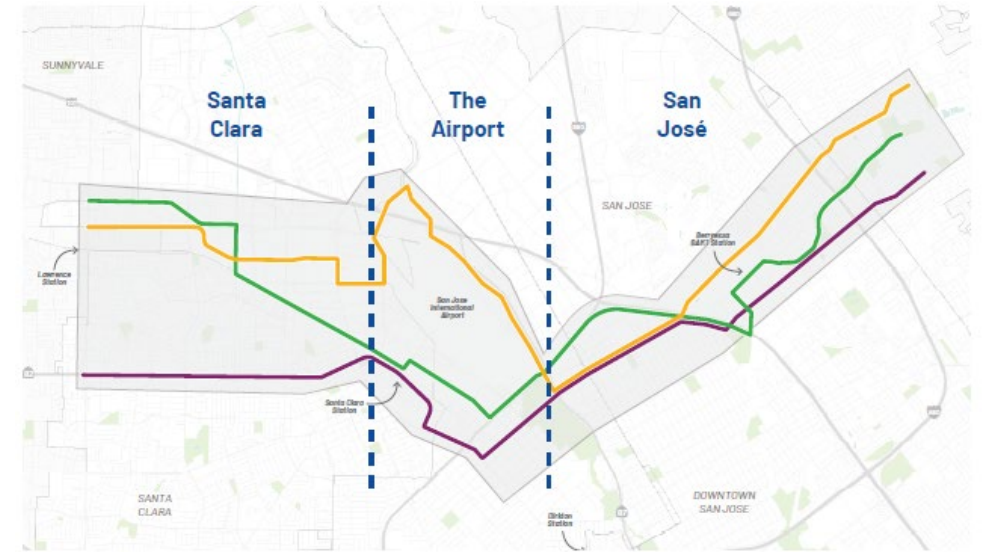 SUNNYVALE
Santa
Clara
The
Airport
San
José
SAN JOSE
Berryessa
BART Station
Lawrence
Station
San Jose
International
Airport
Santa Clara
Station
SANTA
CLARA
DOWNTOWN
SAN JOSE
Diridon
Station